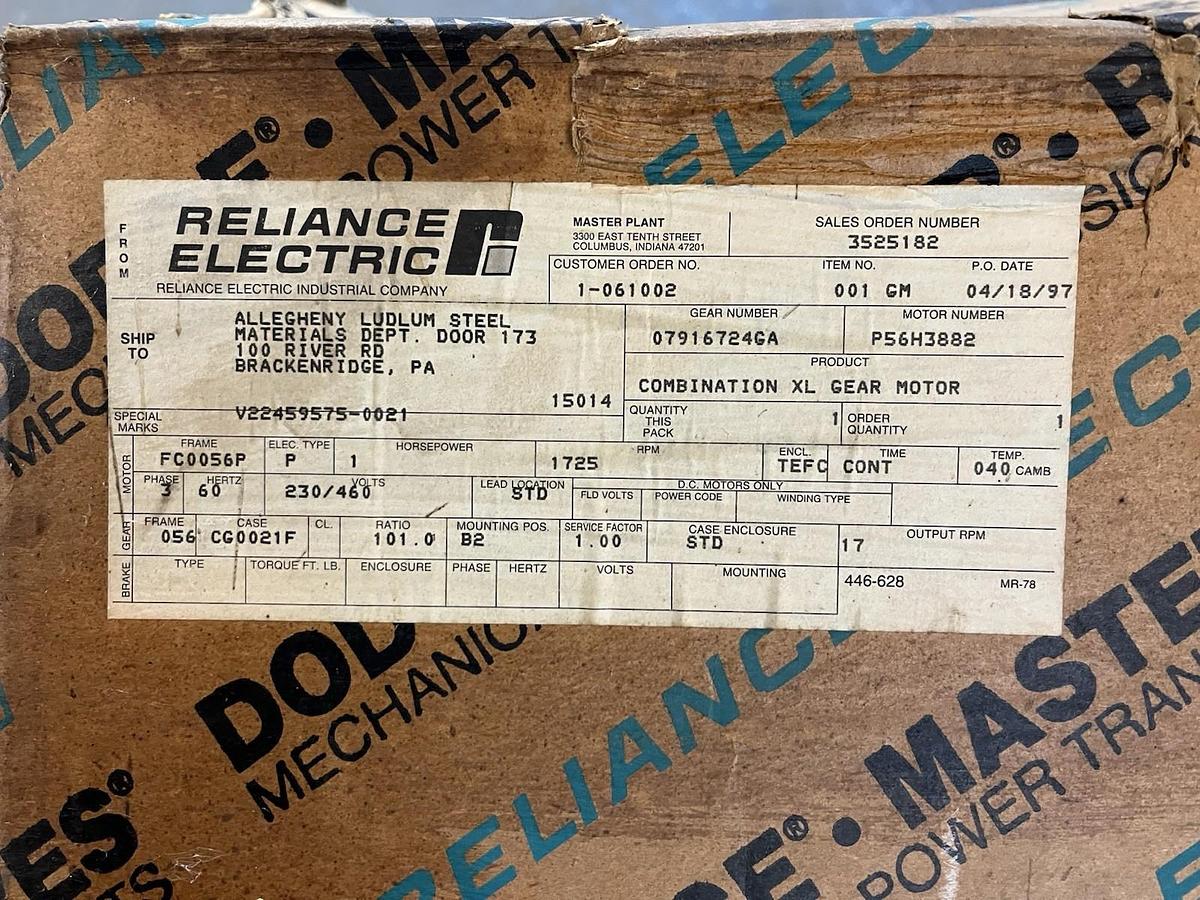 RELIANCE
ELECTRIC
RELIANCE ELECTRIC INDUSTRIAL COMPANY
FROM
MASTER PLANT
3300 EAST TENTH STREET
COLUMBUS, INDIANA 47201
SALES ORDER NUMBER
3525182
CUSTOMER ORDER NO. ITEM NO. P.O. DATE
1-061002 001 GM 04/18/97
SHIP TO
ALLEGHENY LUDLUM STEEL
MATERIALS DEPT. DOOR 173
100 RIVER RD
BRACKENRIDGE, PA
15014
GEAR NUMBER MOTOR NUMBER
07916724GA P56H3882
PRODUCT
COMBINATION XL GEAR MOTOR
SPECIAL MARKS
V22459575-0021
QUANTITY THIS PACK 1 ORDER QUANTITY 1
MOTOR
FRAME ELEC. TYPE HORSEPOWER RPM ENCL. TIME TEMP.
FC0056P P 1 1725 TEFC CONT 040 CAMB
PHASE HERTZ VOLTS LEAD LOCATION D.C. MOTORS ONLY
3 60 230/460 STD FLD VOLTS POWER CODE WINDING TYPE
GEAR
FRAME CASE CL. RATIO MOUNTING POS. SERVICE FACTOR CASE ENCLOSURE OUTPUT RPM
056 CG0021F 101.0 B2 1.00 STD 17
BRAKE
TYPE TORQUE FT. LB. ENCLOSURE PHASE HERTZ VOLTS MOUNTING
446-628 MR-78
DODGE
MECHANICAL
RELIANCE ELECTRIC
MASTER
POWER TRAN